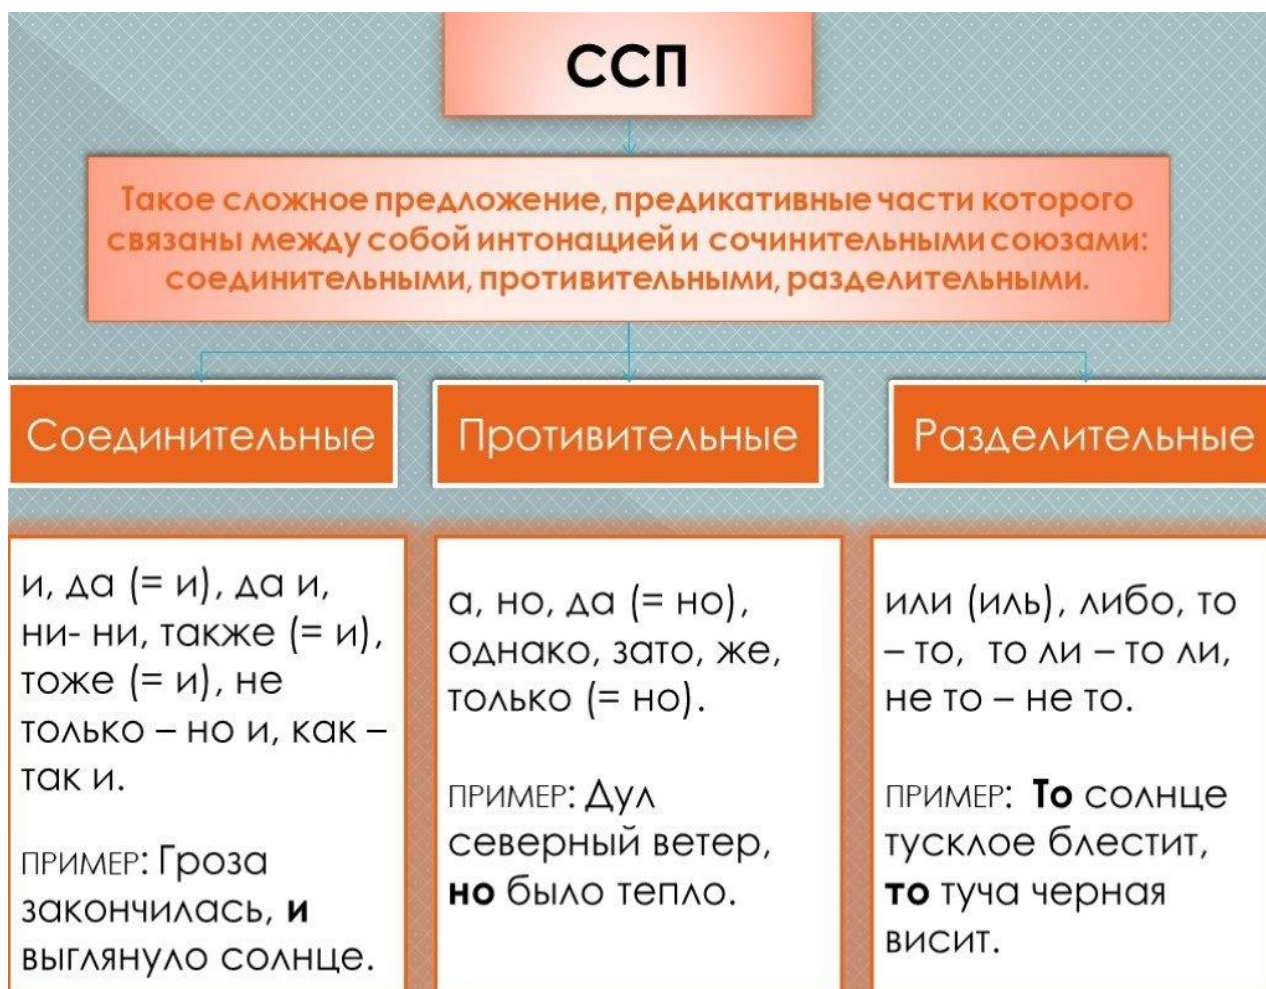 ССП
Такое сложное предложение, предикативные части которого
связаны между собой интонацией и сочинительными союзами:
соединительными, противительными, разделительными.
Соединительные
Противительные
Разделительные
и, да (= и), да и,
ни- ни, также (= и),
тоже (= и), не
только – но и, как –
так и.
ПРИМЕР: Гроза
закончилась, и
выглянуло солнце.
а, но, да (= но),
однако, зато, же,
только (= но).
ПРИМЕР: Дул
северный ветер,
но было тепло.
или (иль), либо, то
– то, то ли – то ли,
не то – не то.
ПРИМЕР: То солнце
тусклое блестит,
то туча черная
висит.